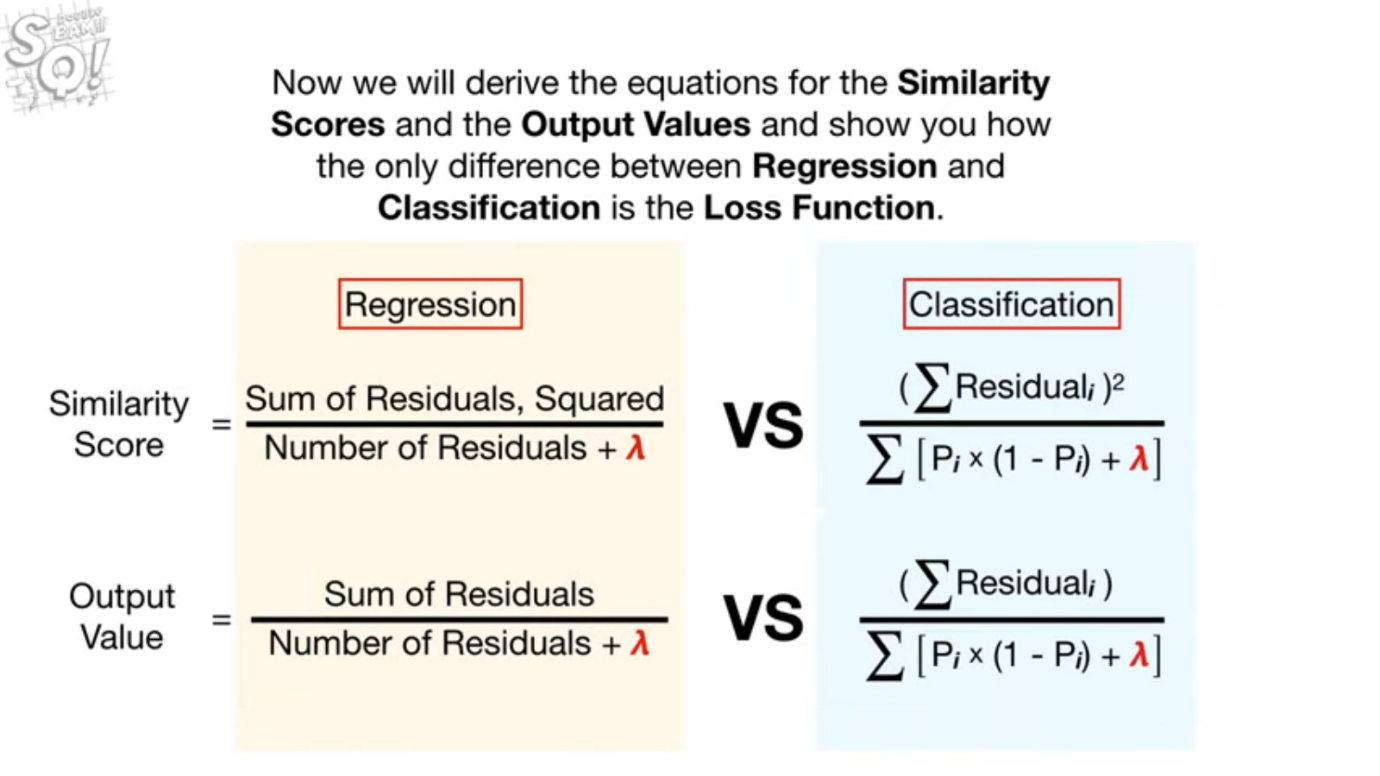 SQ!
DOUBLE
BAM!!!
Now we will derive the equations for the Similarity
Scores and the Output Values and show you how
the only difference between Regression and
Classification is the Loss Function.
Regression
Classification
Similarity
Score
=
Sum of Residuals, Squared
Number of Residuals + λ
VS
(∑Residualᵢ )²
∑ [Pᵢ × (1 - Pᵢ) + λ]
Output
Value
=
Sum of Residuals
Number of Residuals + λ
VS
(∑Residualᵢ )
∑ [Pᵢ × (1 - Pᵢ) + λ]